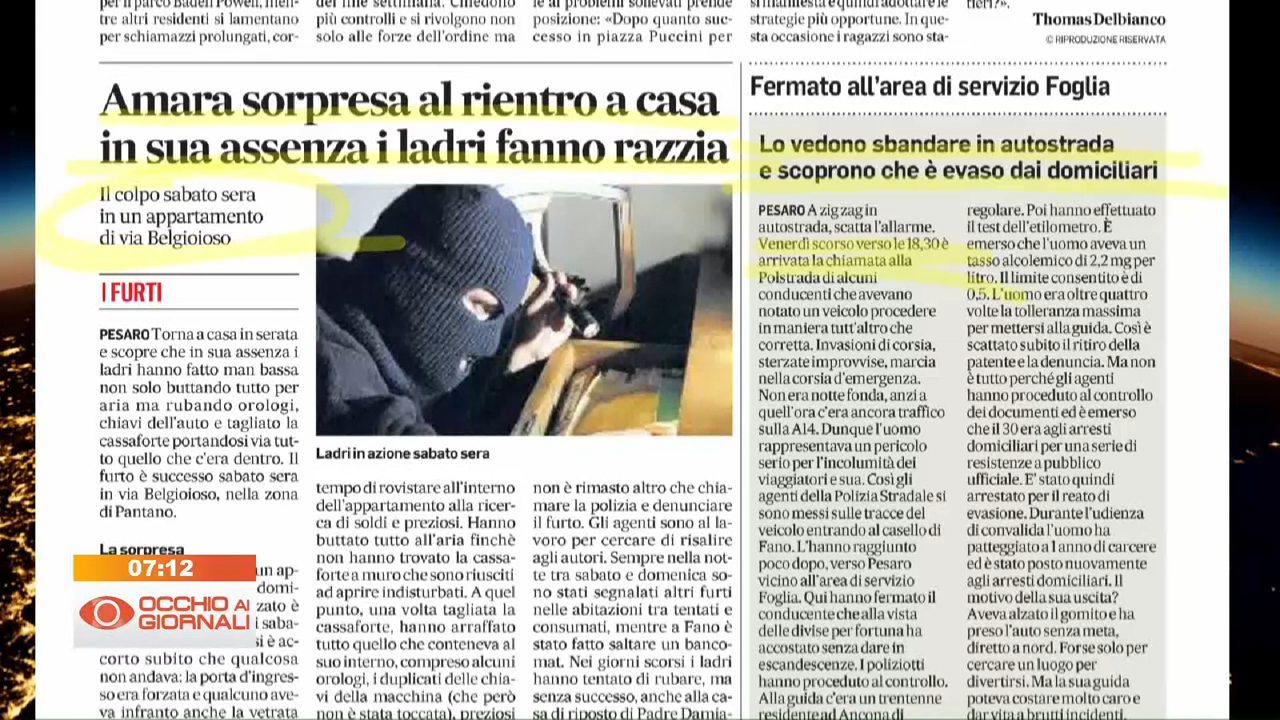 per il parco Baden Powell, men-
tre altri residenti si lamentano
per schiamazzi prolungati, cor-
dei fine settimana. Chiedono
più controlli e si rivolgono non
solo alle forze dell'ordine ma
le ai problemi sollevati prende
posizione: «Dopo quanto suc-
cesso in piazza Puccini per
si manifesta e quindi adottare le
strategie più opportune. In que-
sta occasione i ragazzi sono sta-
tieri?».
Thomas Delbianco
© RIPRODUZIONE RISERVATA
Amara sorpresa al rientro a casa
in sua assenza i ladri fanno razzia
Il colpo sabato sera
in un appartamento
di via Belgioioso
I FURTI
PESARO Torna a casa in serata
e scopre che in sua assenza i
ladri hanno fatto man bassa
non solo buttando tutto per
aria ma rubando orologi,
chiavi dell'auto e tagliato la
cassaforte portandosi via tut-
to quello che c'era dentro. Il
furto è successo sabato sera
in via Belgioioso, nella zona
di Pantano.
La sorpresa
un ap-
domi-
zato è
i saba-
si è ac-
corto subito che qualcosa
non andava: la porta d'ingres-
so era forzata e qualcuno ave-
va infranto anche la vetrata
Ladri in azione sabato sera
tempo di rovistare all'interno
dell'appartamento alla ricer-
ca di soldi e preziosi. Hanno
buttato tutto all'aria finchè
non hanno trovato la cassa-
forte a muro che sono riusciti
ad aprire indisturbati. A quel
punto, una volta tagliata la
cassaforte, hanno arraffato
tutto quello che conteneva al
suo interno, compreso alcuni
orologi, i duplicati delle chia-
vi della macchina (che però
non è stata toccata), preziosi
non è rimasto altro che chia-
mare la polizia e denunciare
il furto. Gli agenti sono al la-
voro per cercare di risalire
agli autori. Sempre nella not-
te tra sabato e domenica so-
no stati segnalati altri furti
nelle abitazioni tra tentati e
consumati, mentre a Fano è
stato fatto saltare un banco-
mat. Nei giorni scorsi i ladri
hanno tentato di rubare, ma
senza successo, anche alla ca-
sa di riposo di Padre Damia-
Fermato all'area di servizio Foglia
Lo vedono sbandare in autostrada
e scoprono che è evaso dai domiciliari
PESARO A zig zag in
autostrada, scatta l'allarme.
Venerdì scorso verso le 18,30 è
arrivata la chiamata alla
Polstrada di alcuni
conducenti che avevano
notato un veicolo procedere
in maniera tutt'altro che
corretta. Invasioni di corsia,
sterzate improvvise, marcia
nella corsia d'emergenza.
Non era notte fonda, anzi a
quell'ora c'era ancora traffico
sulla A14. Dunque l'uomo
rappresentava un pericolo
serio per l'incolumità dei
viaggiatori e sua. Così gli
agenti della Polizia Stradale si
sono messi sulle tracce del
veicolo entrando al casello di
Fano. L'hanno raggiunto
poco dopo, verso Pesaro
vicino all'area di servizio
Foglia. Qui hanno fermato il
conducente che alla vista
delle divise per fortuna ha
accostato senza dare in
escandescenze. I poliziotti
hanno proceduto al controllo.
Alla guida c'era un trentenne
residente ad Ancona di
regolare. Poi hanno effettuato
il test dell'etilometro. È
emerso che l'uomo aveva un
tasso alcolemico di 2,2 mg per
litro. Il limite consentito è di
0,5. L'uomo era oltre quattro
volte la tolleranza massima
per mettersi alla guida. Così è
scattato subito il ritiro della
patente e la denuncia. Ma non
è tutto perché gli agenti
hanno proceduto al controllo
dei documenti ed è emerso
che il 30 era agli arresti
domiciliari per una serie di
resistenze a pubblico
ufficiale. E' stato quindi
arrestato per il reato di
evasione. Durante l'udienza
di convalida l'uomo ha
patteggiato a 1 anno di carcere
ed è stato posto nuovamente
agli arresti domiciliari. Il
motivo della sua uscita?
Aveva alzato il gomito e ha
preso l'auto senza meta,
diretto a nord. Forse solo per
cercare un luogo per
divertirsi. Ma la sua guida
poteva costare molto caro e
dar vita a brutti incidenti
07:12
OCCHIO AI
GIORNALI